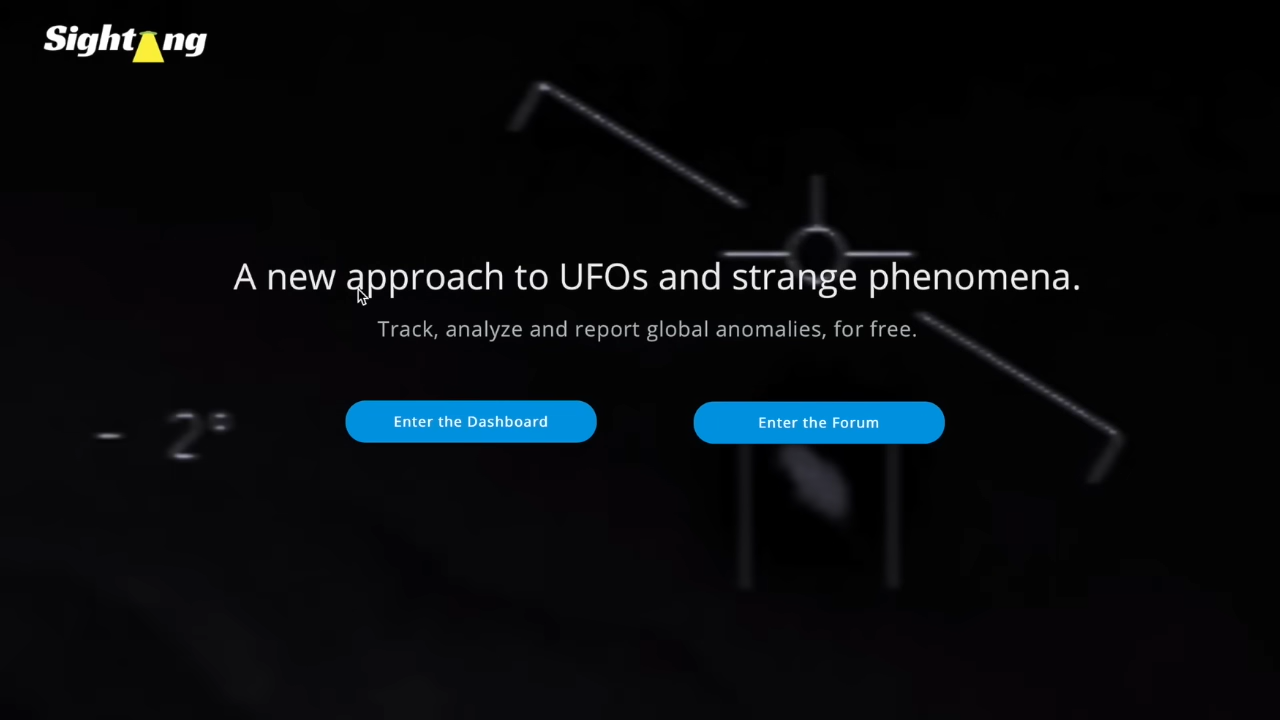 Sighting
A new approach to UFOs and strange phenomena.
Track, analyze and report global anomalies, for free.
Enter the Dashboard
Enter the Forum
- 2°